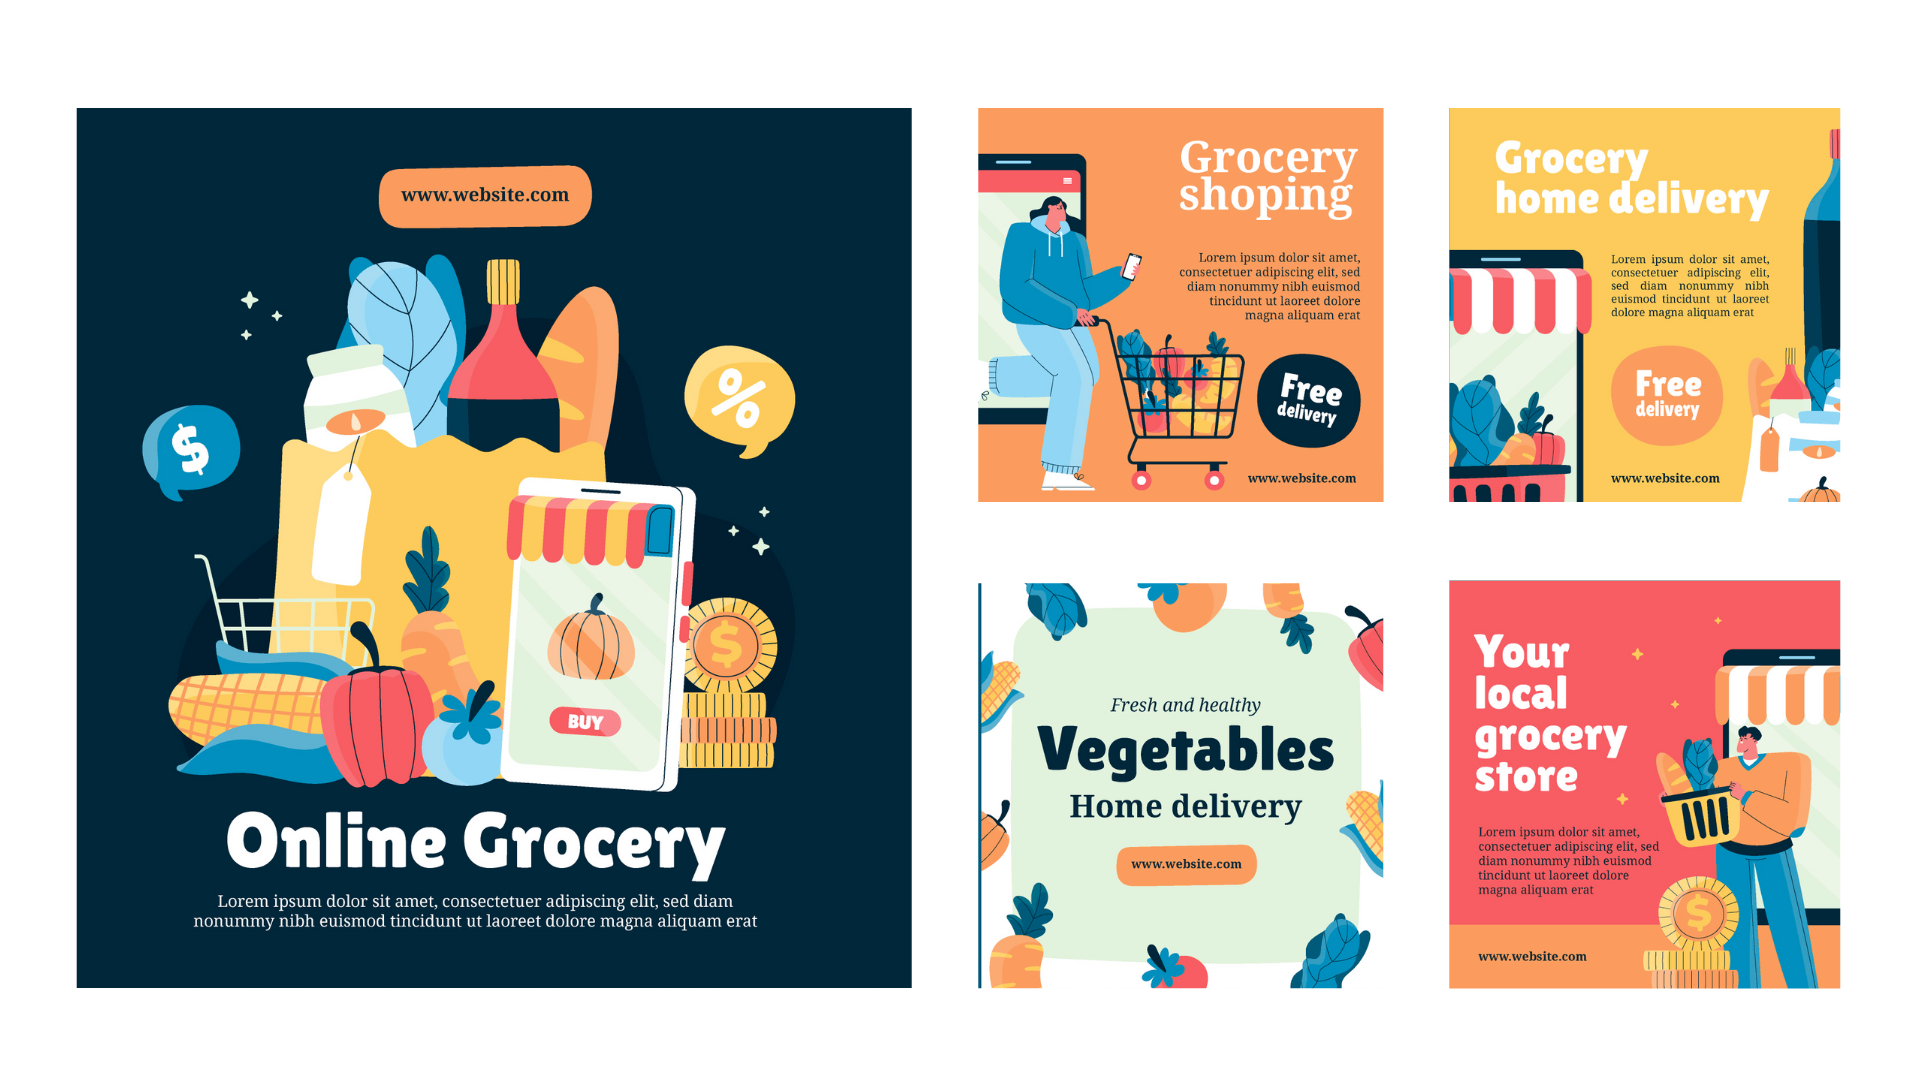 www.website.com
$
%
$
BUY
Online Grocery
Lorem ipsum dolor sit amet, consectetuer adipiscing elit, sed diam
nonummy nibh euismod tincidunt ut laoreet dolore magna aliquam erat
Grocery
shoping
Lorem ipsum dolor sit amet,
consectetuer adipiscing elit, sed
diam nonummy nibh euismod
tincidunt ut laoreet dolore
magna aliquam erat
Free
delivery
www.website.com
Grocery
home delivery
Lorem ipsum dolor sit amet,
consectetuer adipiscing elit,
sed diam nonummy nibh
euismod tincidunt ut laoreet
dolore magna aliquam erat
Free
delivery
www.website.com
Fresh and healthy
Vegetables
Home delivery
www.website.com
Your
local
grocery
store
Lorem ipsum dolor sit amet,
consectetuer adipiscing elit, sed
diam nonummy nibh euismod
tincidunt ut laoreet dolore
magna aliquam erat
$
www.website.com